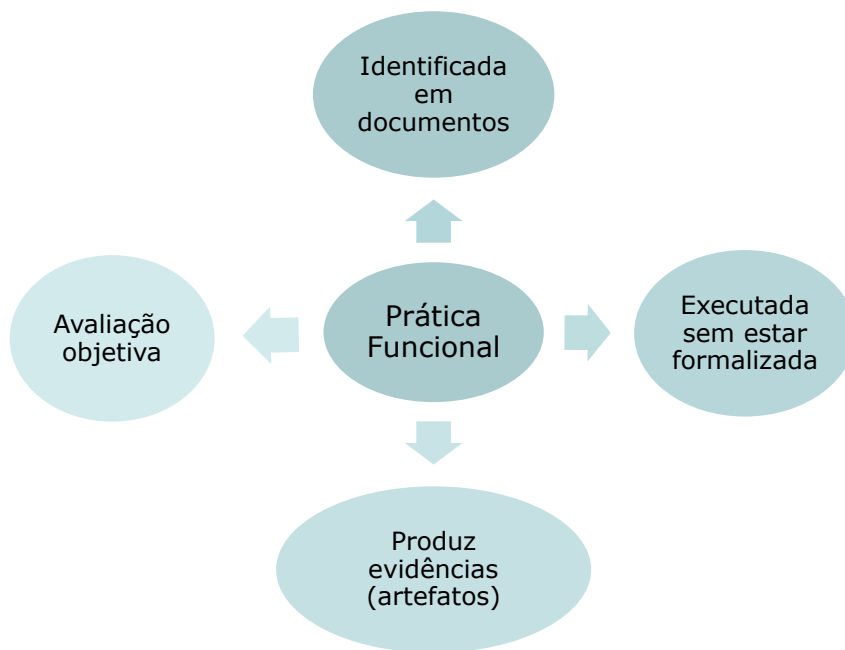 Identificada
em
documentos
Avaliação
objetiva
Prática
Funcional
Executada
sem estar
formalizada
Produz
evidências
(artefatos)